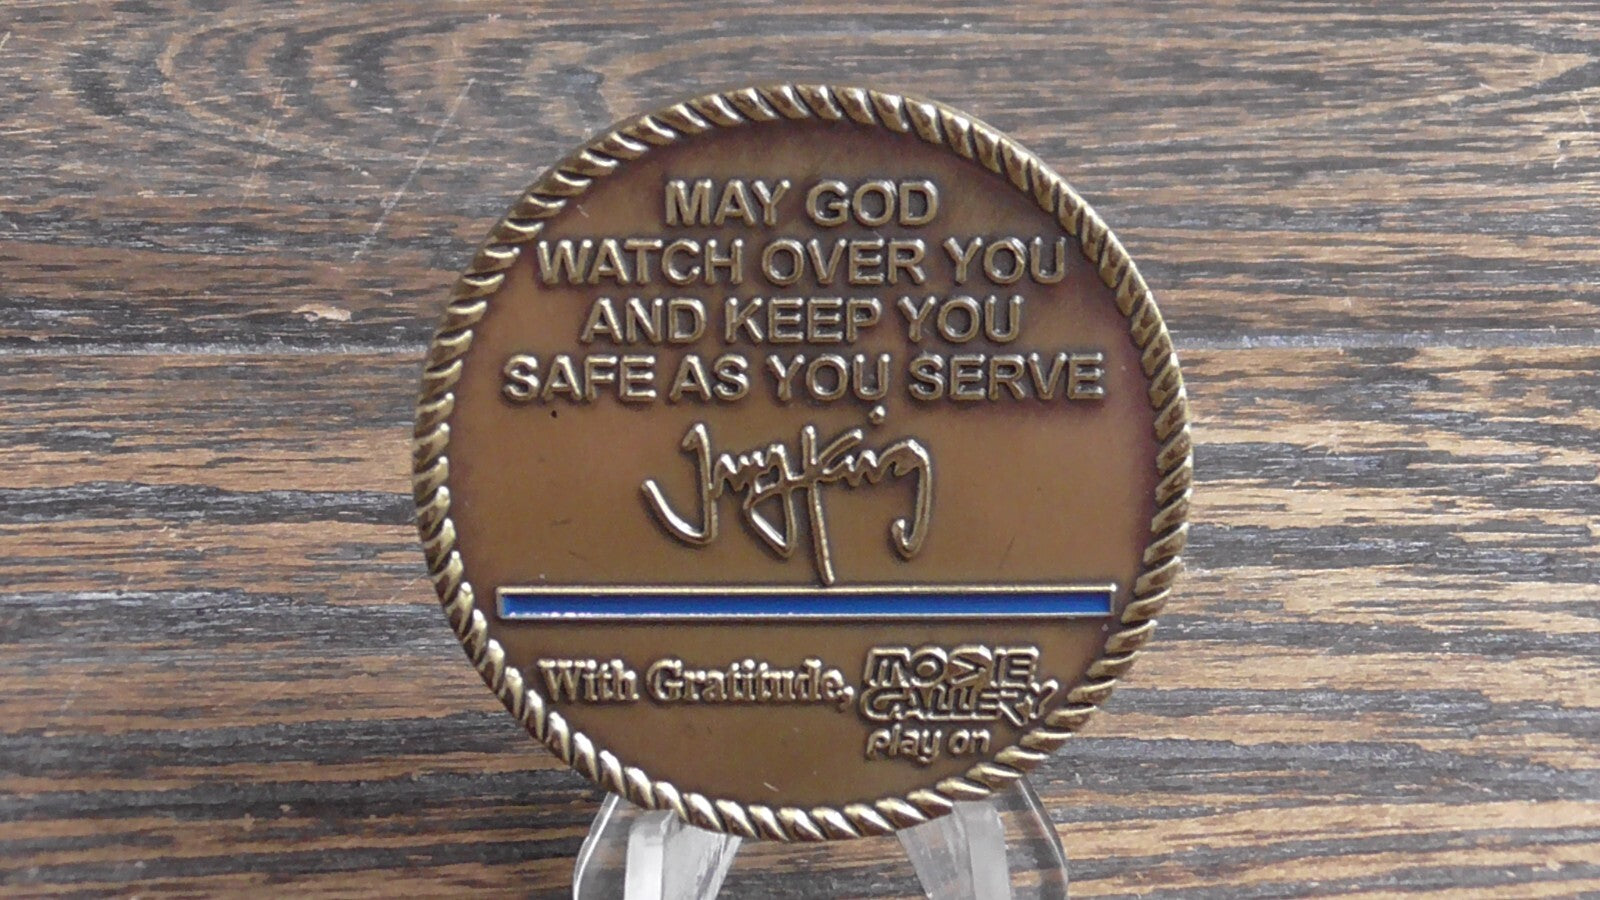 MAY GOD
WATCH OVER YOU
AND KEEP YOU
SAFE AS YOU SERVE
With Gratitude, MOVIE
GALLERY
play on